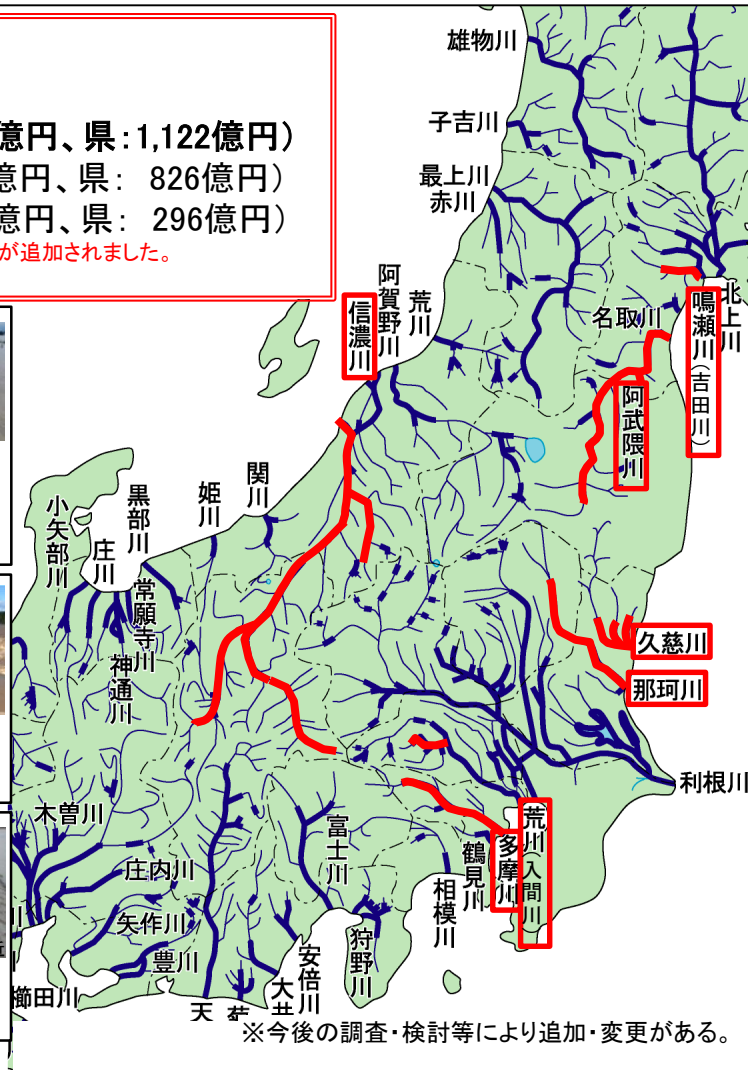 億円、県:1,122億円)
億円、県: 826億円)
億円、県: 296億円)
が追加されました。
雄物川
子吉川
最上川
赤川
荒川
阿賀野川
信濃川
名取川
北上川
鳴瀬川(吉田川)
阿武隈川
関川
姫川
黒部川
庄川
小矢部川
常願寺川
神通川
久慈川
那珂川
利根川
木曽川
庄内川
矢作川
豊川
櫛田川
富士川
狩野川
安倍川
相模川
鶴見川
多摩川
荒川(入間川)
天
※今後の調査・検討等により追加・変更がある。